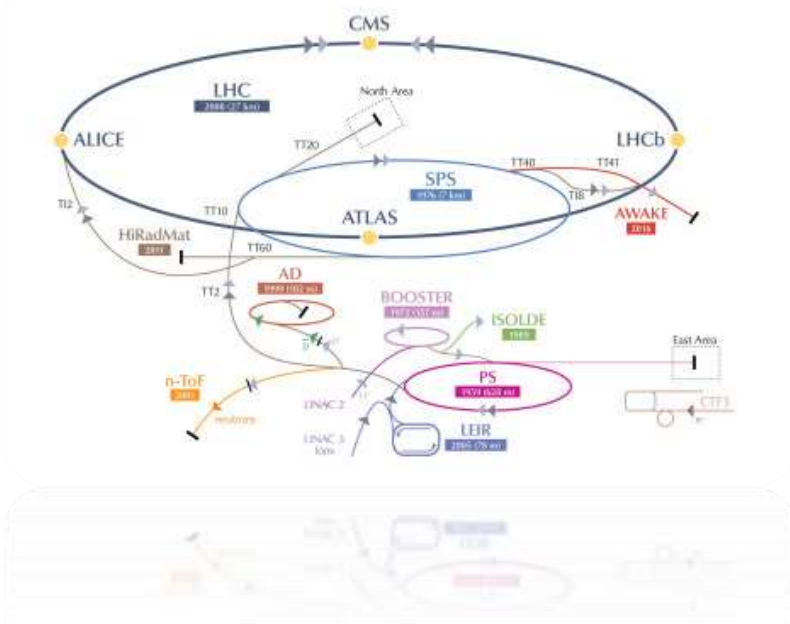 CMS
LHC
2008 (27 km)
North Area
ALICE
TT20
LHCb
TT40
TT41
SPS
1976 (7 km)
TI8
TI2
TT10
ATLAS
AWAKE
2016
HiRadMat
2011
TT60
AD
TT2
BOOSTER
1972 (157 m)
ISOLDE
1989
East Area
n-ToF
2001
PS
1959 (628 m)
neutrons
LINAC 2
CTF3
e-
LEIR
2005 (78 m)
LINAC 3
Ions